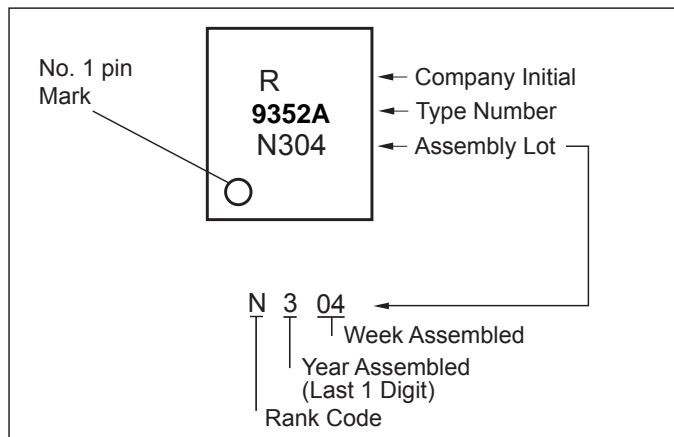 No. 1 pin
Mark
R
9352A
N304
Company Initial
Type Number
Assembly Lot
N 3 04
Week Assembled
Year Assembled
(Last 1 Digit)
Rank Code